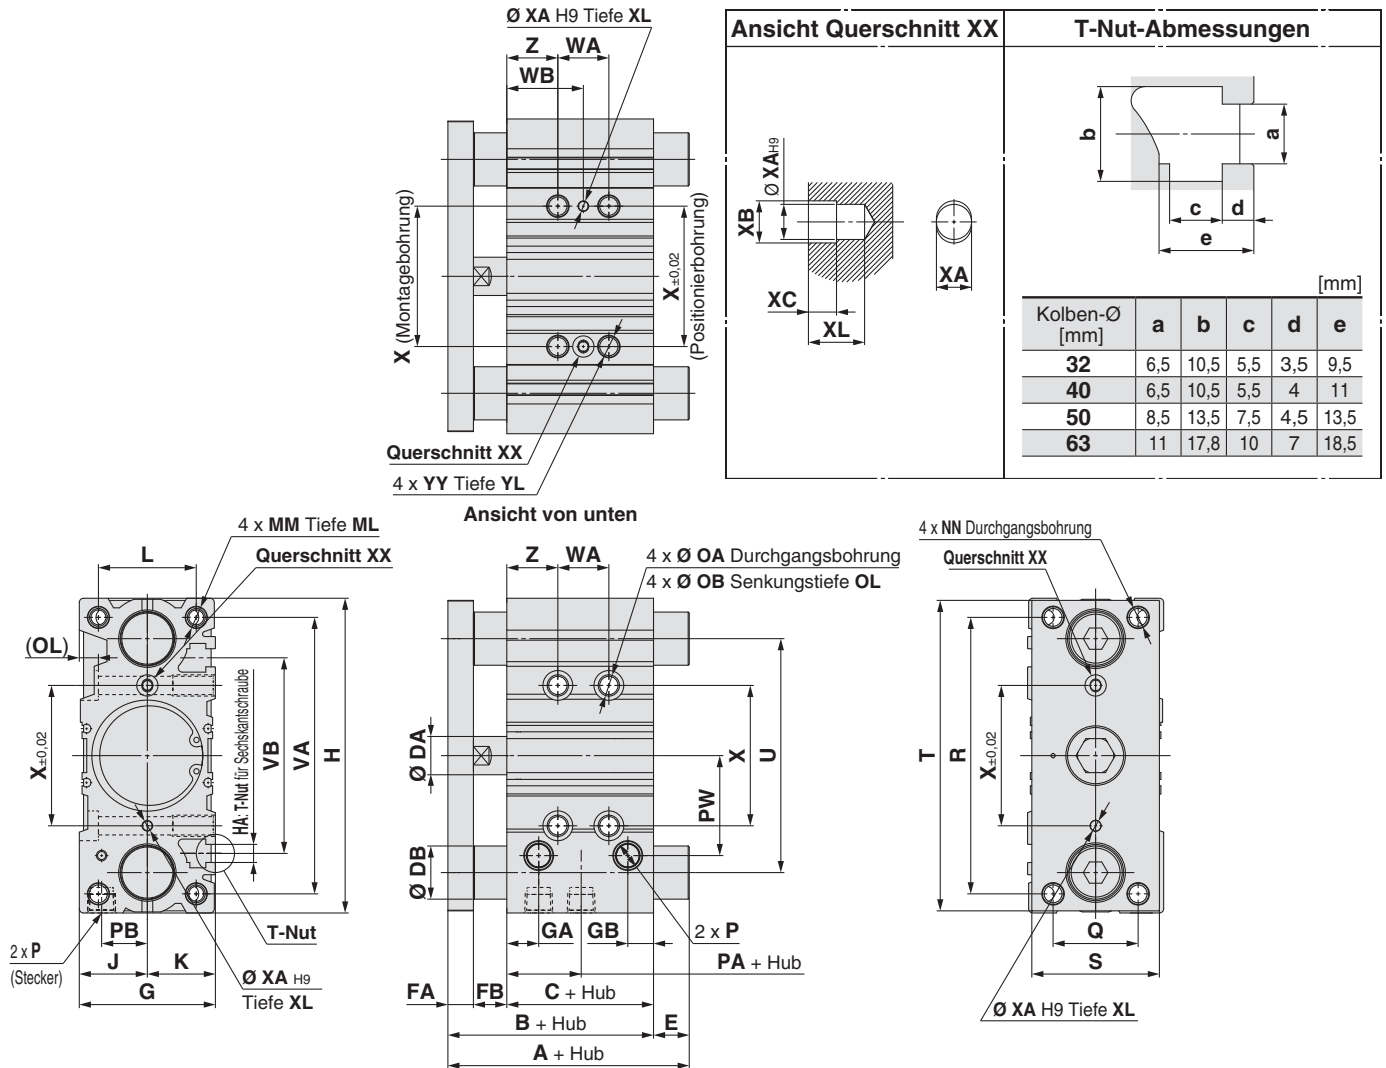 Ø XA H9 Tiefe XL
Z WA
WB
X (Montagebohrung)
X±0,02
(Positionierbohrung)
Querschnitt XX
4 x YY Tiefe YL
Ansicht von unten
Ansicht Querschnitt XX
Ø XAH9
XB
XC
XL
XA
T-Nut-Abmessungen
b
a
c d
e
[mm]
Kolben-Ø [mm] a b c d e
32 6,5 10,5 5,5 3,5 9,5
40 6,5 10,5 5,5 4 11
50 8,5 13,5 7,5 4,5 13,5
63 11 17,8 10 7 18,5
4 x MM Tiefe ML
L
Querschnitt XX
(OL)
X±0,02
HA: T-Nut für Sechskantschraube
VB
VA
H
2 x P
(Stecker)
PB
J K
G
T-Nut
Ø XA H9
Tiefe XL
Z WA
4 x Ø OA Durchgangsbohrung
4 x Ø OB Senkungstiefe OL
Ø DA
Ø DB
PW
X
U
GA GB
2 x P
PA + Hub
FA FB
C + Hub
B + Hub
E
A + Hub
4 x NN Durchgangsbohrung
Querschnitt XX
T
R
X±0,02
Q
S
Ø XA H9 Tiefe XL